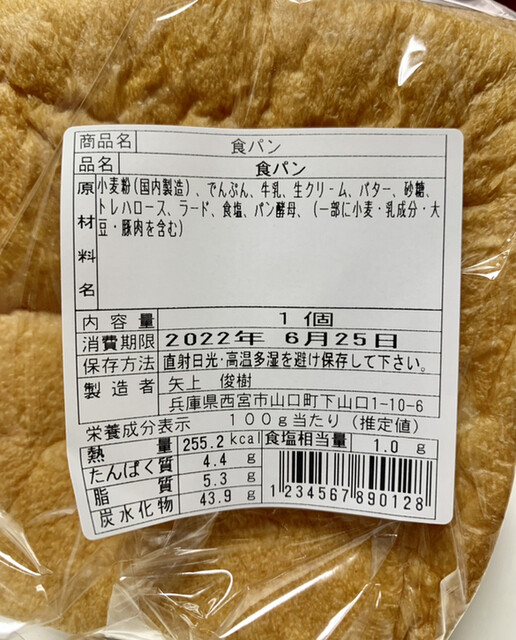 商品名 食パン
品名 食パン
原材料名 小麦粉(国内製造)、でんぷん、牛乳、生クリーム、バター、砂糖、
トレハロース、ラード、食塩、パン酵母、(一部に小麦・乳成分・大
豆・豚肉を含む)
内容量 1個
消費期限 2022年 6月25日
保存方法 直射日光・高温多湿を避け保存して下さい。
製造者 矢上 俊樹
兵庫県西宮市山口町下山口1-10-6
栄養成分表示 100g当たり(推定値)
熱量 255.2kcal 食塩相当量 1.0g
たんぱく質 4.4g
脂質 5.3g
炭水化物 43.9g
1234567890128